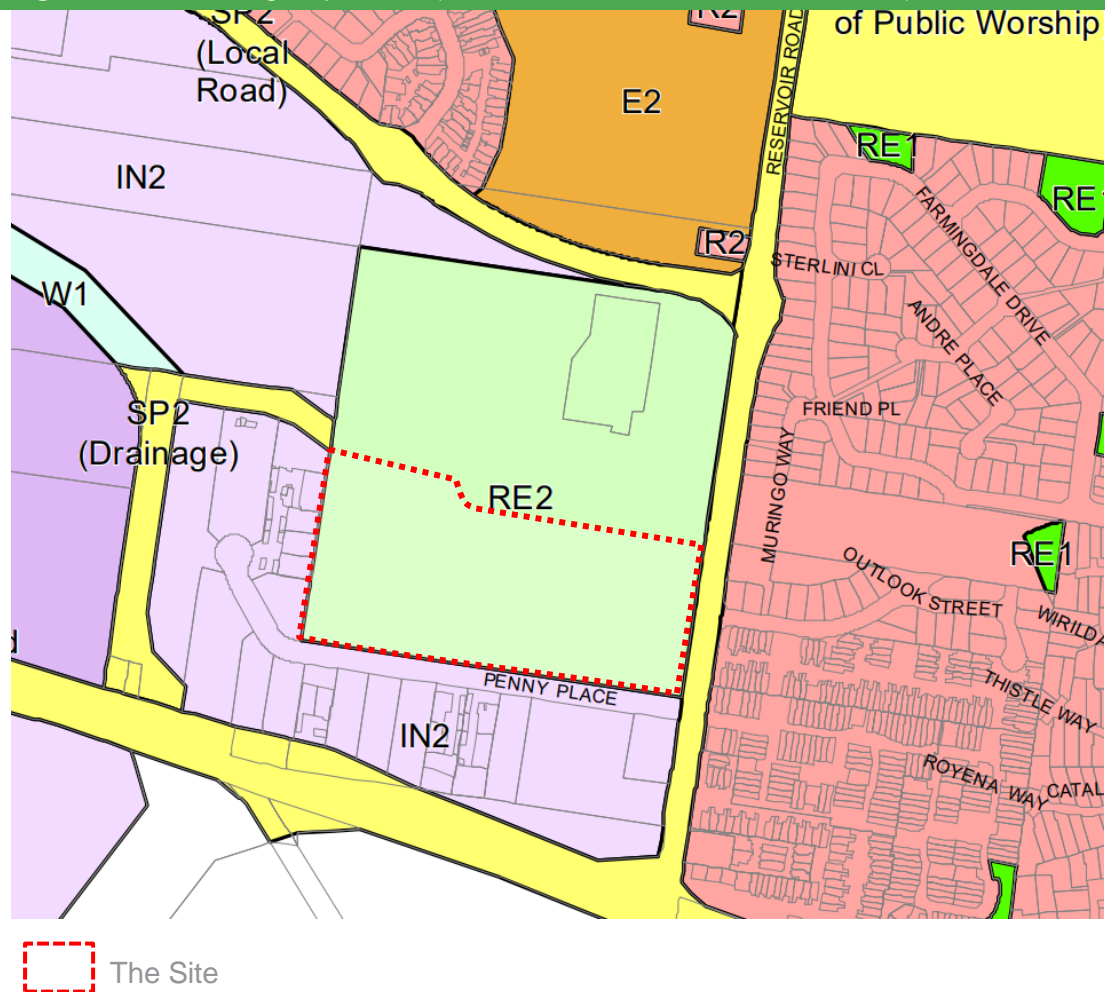 SP2
(Local
Road)
R2
of Public Worship
RESERVOIR ROAD
E2
IN2
RE1
RE
FARMINGDALE DRIVE
R2
STERLINI CL
ANDRE PLACE
W1
SP2
(Drainage)
FRIEND PL
MURINGO WAY
RE2
RE1
OUTLOOK STREET
WIRILDA
THISTLE WAY
PENNY PLACE
IN2
ROYENA WAY
CATAL
The Site